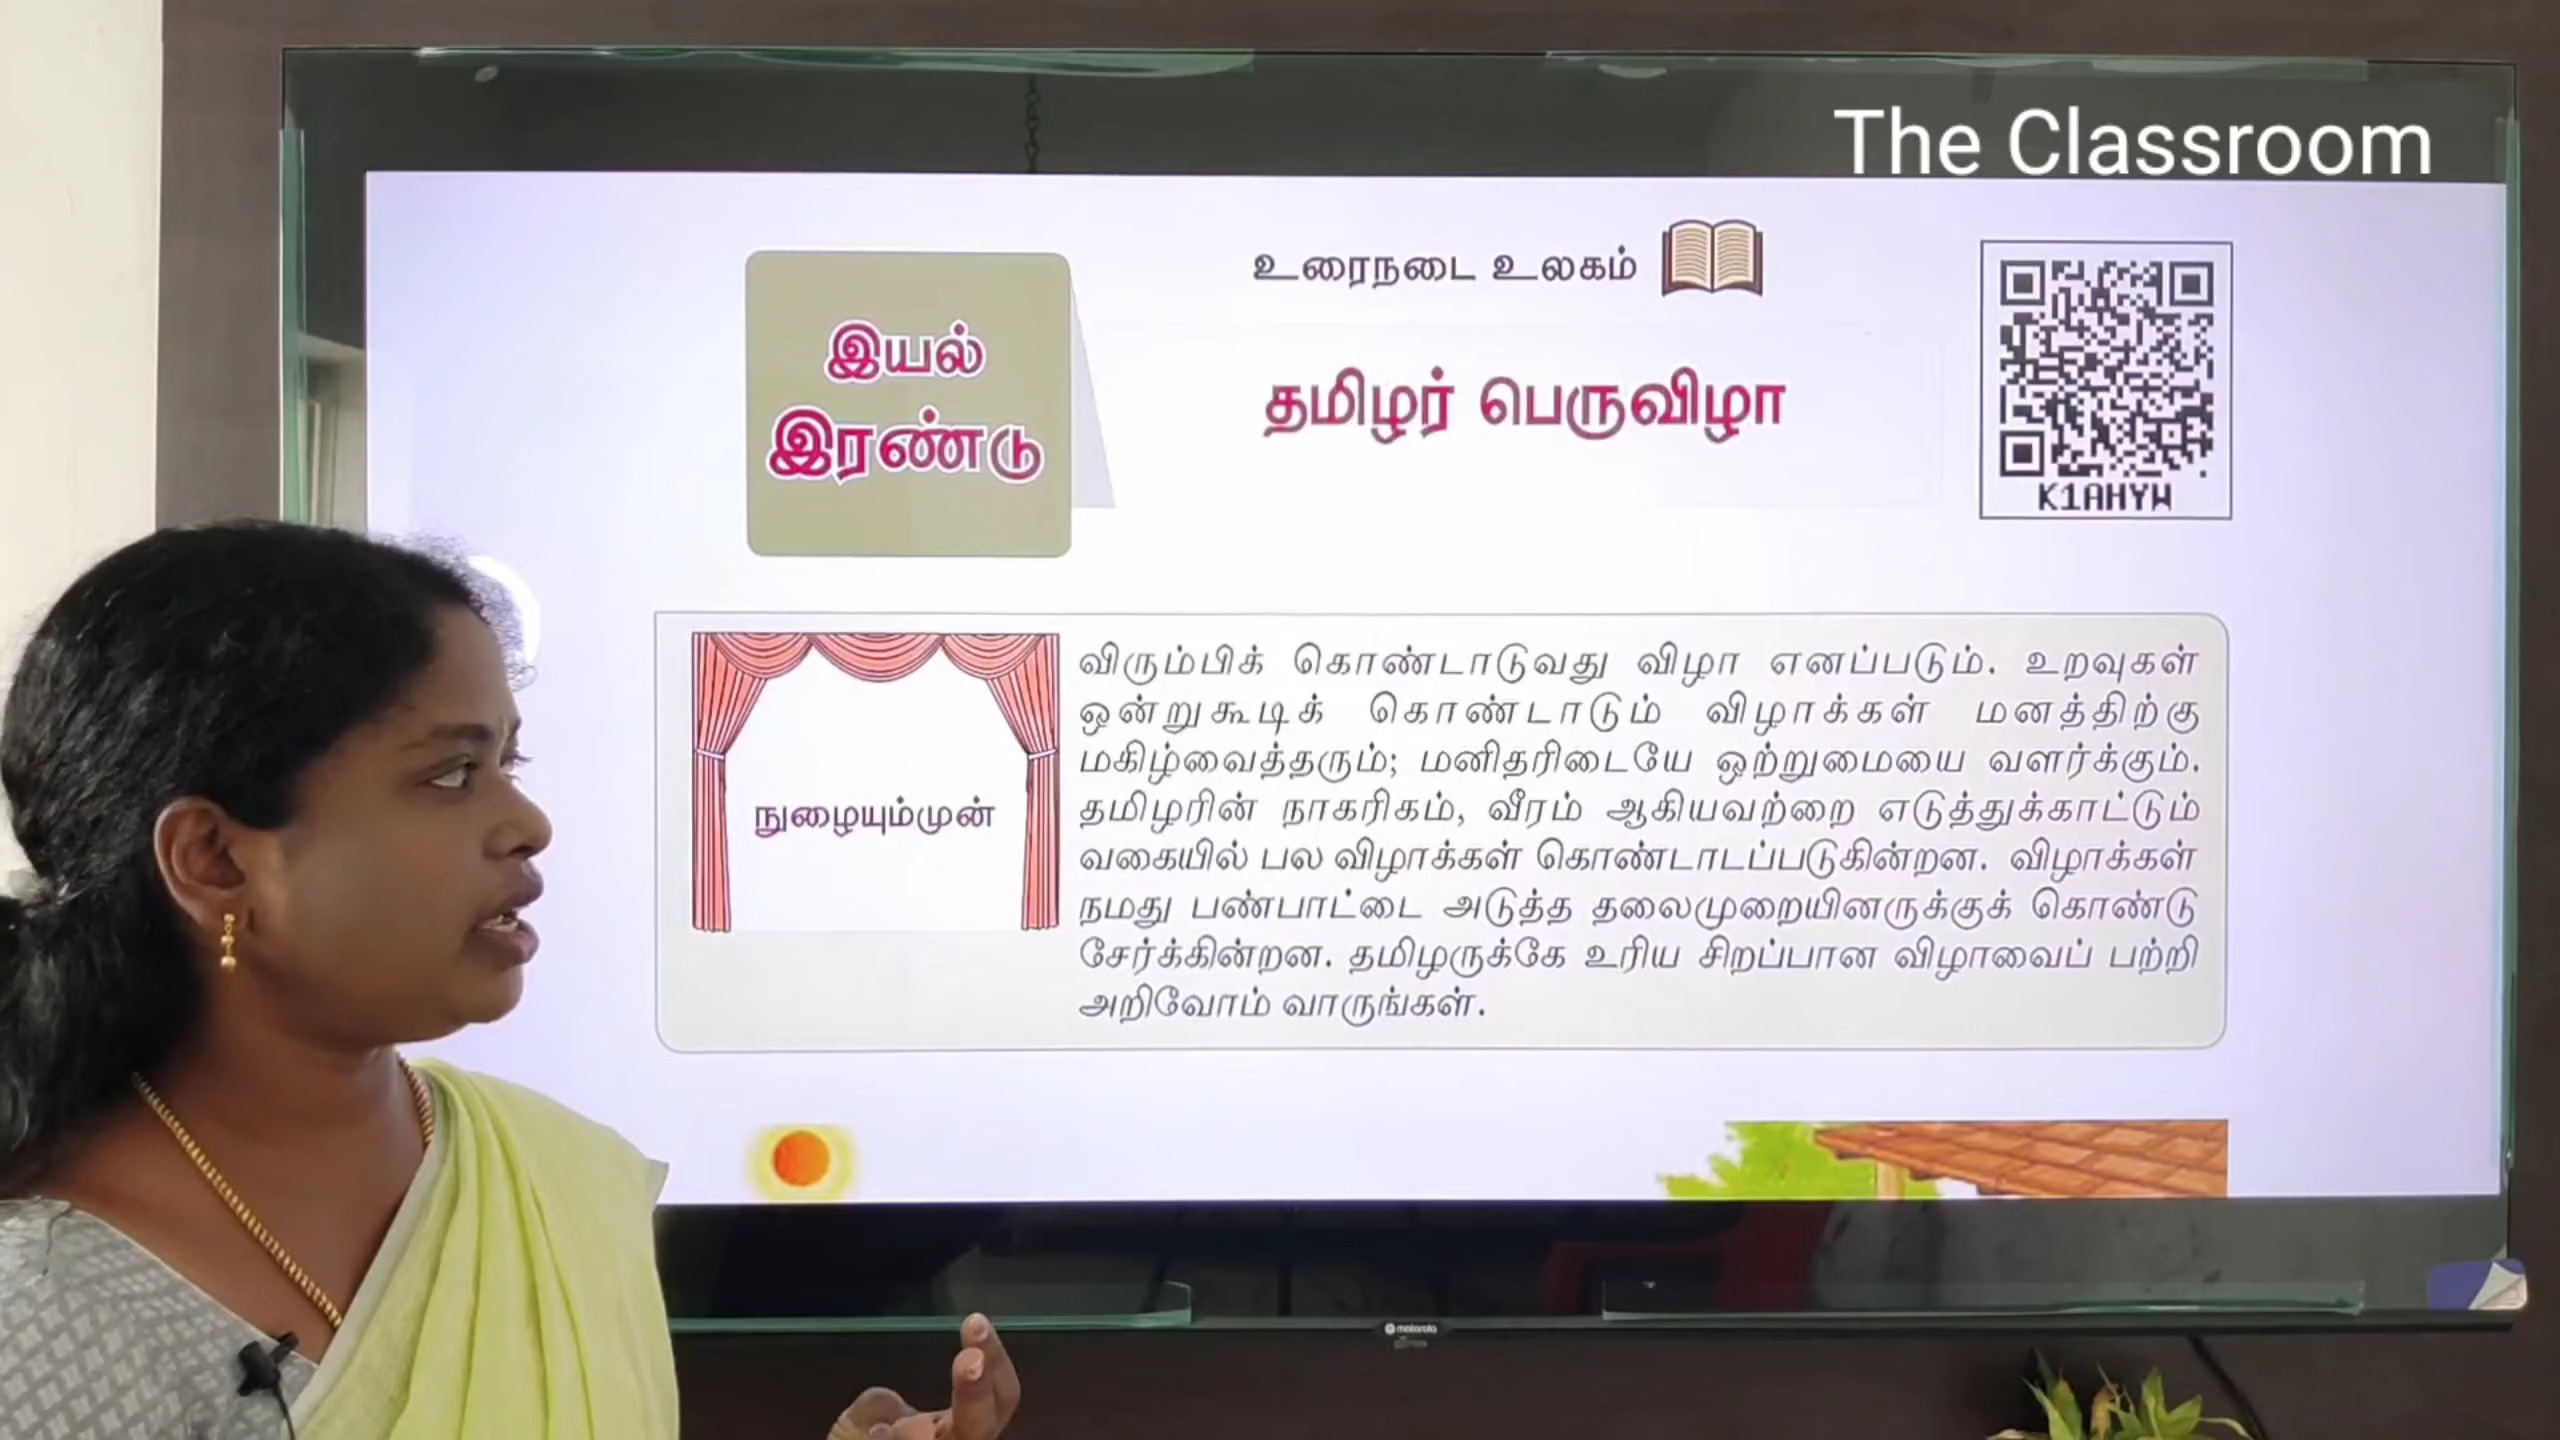 The Classroom
உரைநடை உலகம்
இயல்
இரண்டு
தமிழர் பெருவிழா
K1AHYW
நுழையும்முன்
விரும்பிக் கொண்டாடுவது விழா எனப்படும். உறவுகள்
ஒன்றுகூடிக் கொண்டாடும் விழாக்கள் மனத்திற்கு
மகிழ்வைத்தரும்; மனிதரிடையே ஒற்றுமையை வளர்க்கும்.
தமிழரின் நாகரிகம், வீரம் ஆகியவற்றை எடுத்துக்காட்டும்
வகையில் பல விழாக்கள் கொண்டாடப்படுகின்றன. விழாக்கள்
நமது பண்பாட்டை அடுத்த தலைமுறையினருக்குக் கொண்டு
சேர்க்கின்றன. தமிழருக்கே உரிய சிறப்பான விழாவைப் பற்றி
அறிவோம் வாருங்கள்.
motorola